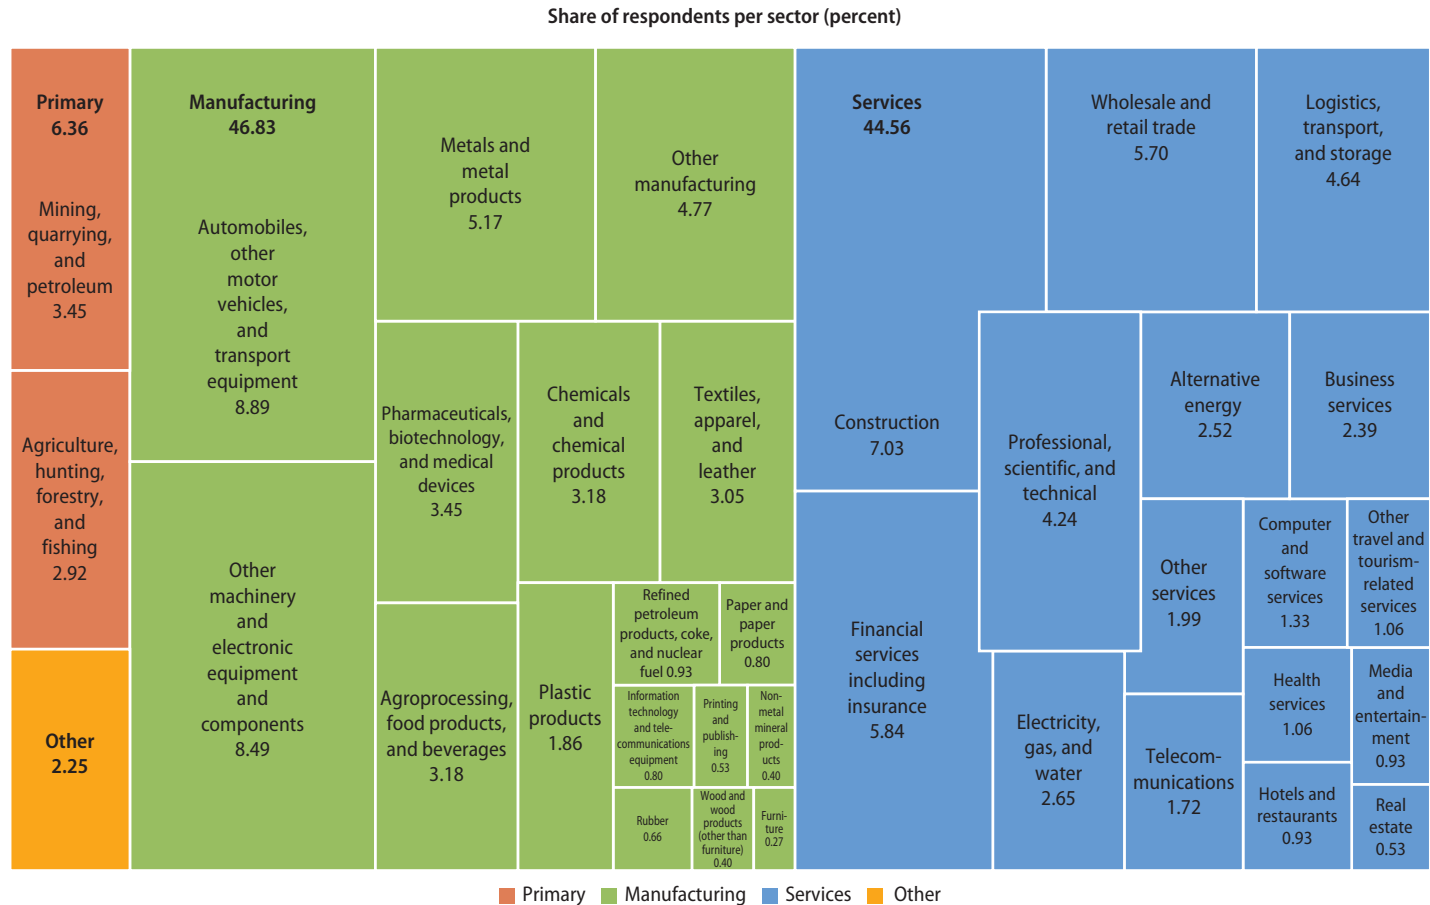 Share of respondents per sector (percent)
Primary
6.36
Mining,
quarrying,
and
petroleum
3.45
Agriculture,
hunting,
forestry,
and
fishing
2.92
Other
2.25
Manufacturing
46.83
Automobiles,
other
motor
vehicles,
and
transport
equipment
8.89
Other
machinery
and
electronic
equipment
and
components
8.49
Metals and
metal
products
5.17
Other
manufacturing
4.77
Pharmaceuticals,
biotechnology,
and medical
devices
3.45
Chemicals
and
chemical
products
3.18
Textiles,
apparel,
and
leather
3.05
Agroprocessing,
food products,
and beverages
3.18
Plastic
products
1.86
Refined
petroleum
products, coke,
and nuclear
fuel 0.93
Paper and
paper
products
0.80
Information
technology
and tele-
communications
equipment
0.80
Printing
and
publish-
ing
0.53
Non-
metal
mineral
prod-
ucts
0.40
Rubber
0.66
Wood and
wood
products
(other than
furniture)
0.40
Furni-
ture
0.27
Services
44.56
Construction
7.03
Wholesale and
retail trade
5.70
Logistics,
transport,
and storage
4.64
Financial
services
including
insurance
5.84
Professional,
scientific, and
technical
4.24
Alternative
energy
2.52
Business
services
2.39
Electricity,
gas, and
water
2.65
Other
services
1.99
Telecom-
munications
1.72
Computer
and
software
services
1.33
Other
travel and
tourism-
related
services
1.06
Health
services
1.06
Media
and
entertain-
ment
0.93
Hotels and
restaurants
0.93
Real
estate
0.53
Primary Manufacturing Services Other